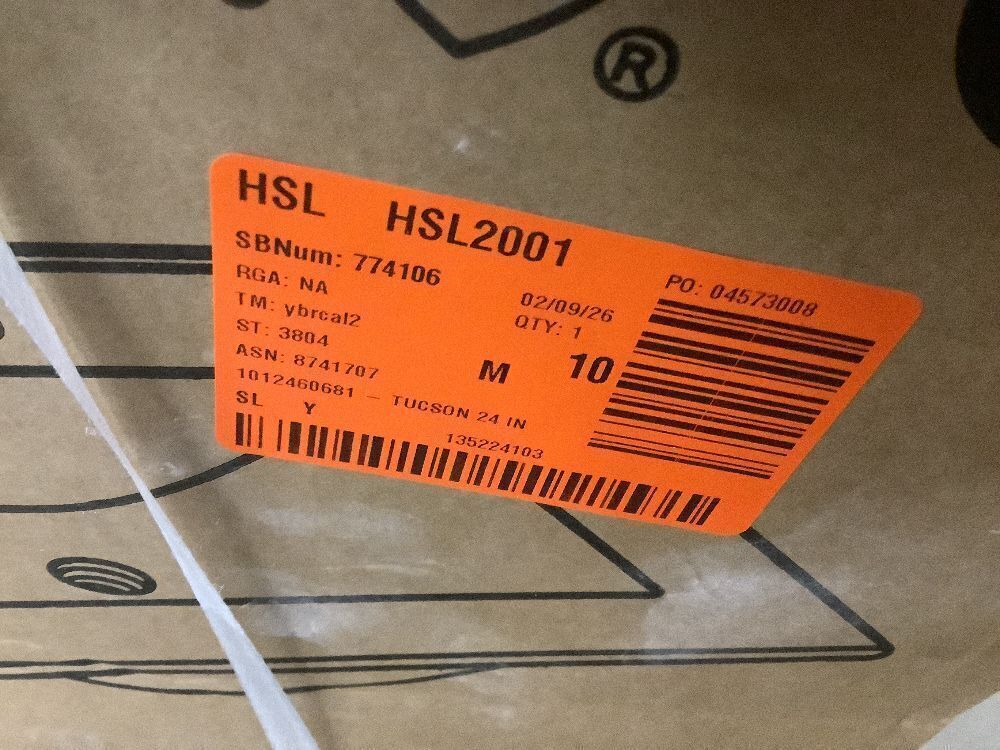 ®
HSL HSL2001
SBNum: 774106
RGA: NA 02/09/26 PO: 04573008
TM: ybrcal2 QTY: 1
ST: 3804 M 10
ASN: 8741707
1012460681 – TUCSON 24 IN
SL Y 135224103